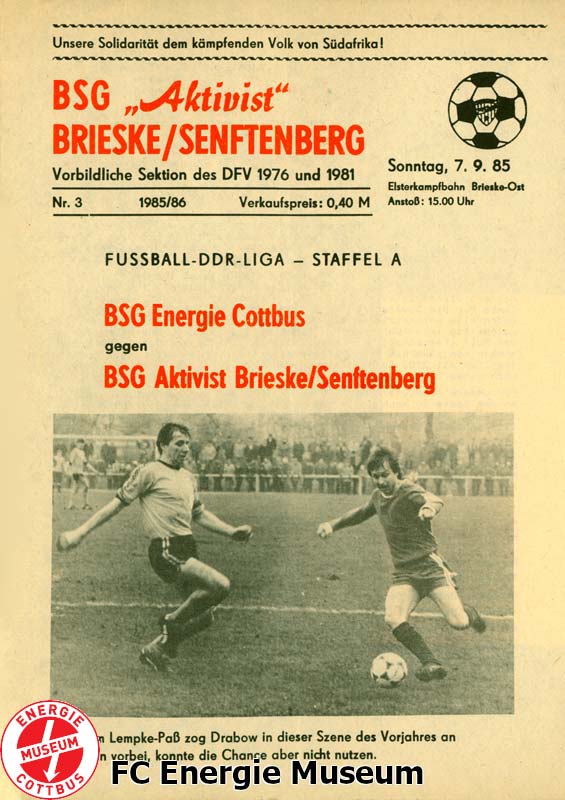 Unsere Solidarität dem kämpfenden Volk von Südafrika!
BSG „Aktivist“
BRIESKE/SENFTENBERG
Vorbildliche Sektion des DFV 1976 und 1981
Nr. 3 1985/86 Verkaufspreis: 0,40 M
Sonntag, 7. 9. 85
Elsterkampfbahn Brieske-Ost
Anstoß: 15.00 Uhr
FUSSBALL-DDR-LIGA – STAFFEL A
BSG Energie Cottbus
gegen
BSG Aktivist Brieske/Senftenberg
Lempke-Paß zog Drabow in dieser Szene des Vorjahres an
vorbei, konnte die Chance aber nicht nutzen.
ENERGIE
MUSEUM
COTTBUS
FC Energie Museum